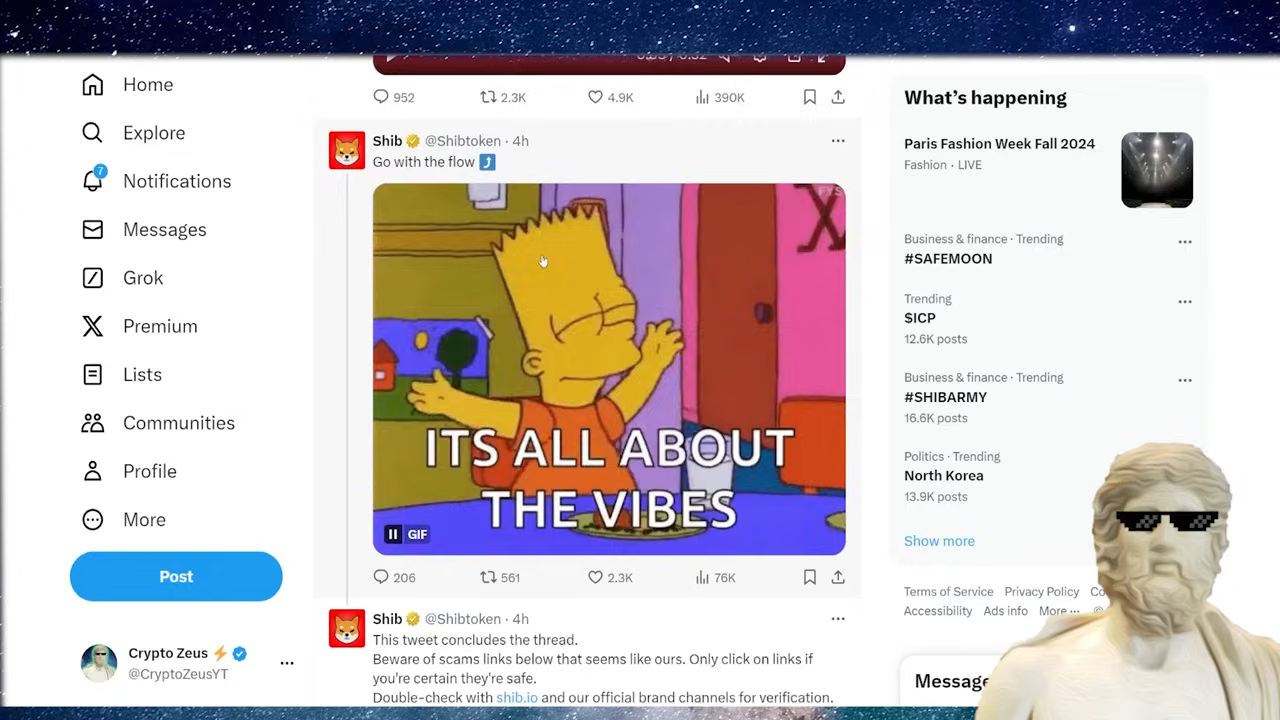 952 2.3K 4.9K 390K
Home
Explore
7
Notifications
Messages
Grok
Premium
Lists
Communities
Profile
More
Post
Crypto Zeus
@CryptoZeusYT
Shib @Shibtoken · 4h
Go with the flow
ITS ALL ABOUT
THE VIBES
GIF
206 561 2.3K 76K
Shib @Shibtoken · 4h
This tweet concludes the thread.
Beware of scams links below that seems like ours. Only click on links if
you're certain they're safe.
Double-check with shib.io and our official brand channels for verification.
What's happening
Paris Fashion Week Fall 2024
Fashion · LIVE
Business & finance · Trending
#SAFEMOON
Trending
$ICP
12.6K posts
Business & finance · Trending
#SHIBARMY
16.6K posts
Politics · Trending
North Korea
13.9K posts
Show more
Terms of Service Privacy Policy
Accessibility Ads info More ··· ©